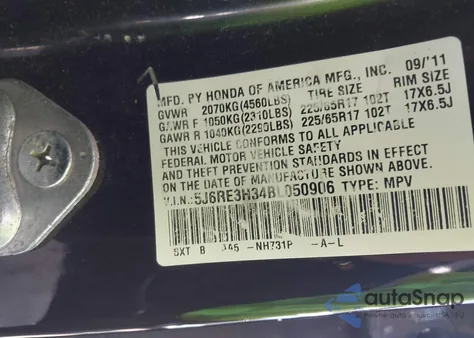 MFD. BY HONDA OF AMERICA MFG., INC. 09/'11
GVWR 2070KG(4560LBS) TIRE SIZE RIM SIZE
GAWR F 1050KG(2310LBS) 225/65R17 102T 17X6.5J
GAWR R 1040KG(2290LBS) 225/65R17 102T 17X6.5J
THIS VEHICLE CONFORMS TO ALL APPLICABLE
FEDERAL MOTOR VEHICLE SAFETY
AND THEFT PREVENTION STANDARDS IN EFFECT
ON THE DATE OF MANUFACTURE SHOWN ABOVE.
V.I.N.:5J6RE3H34BL050906 TYPE: MPV
SXT B J45 -NH731P -A-L
autoSnap